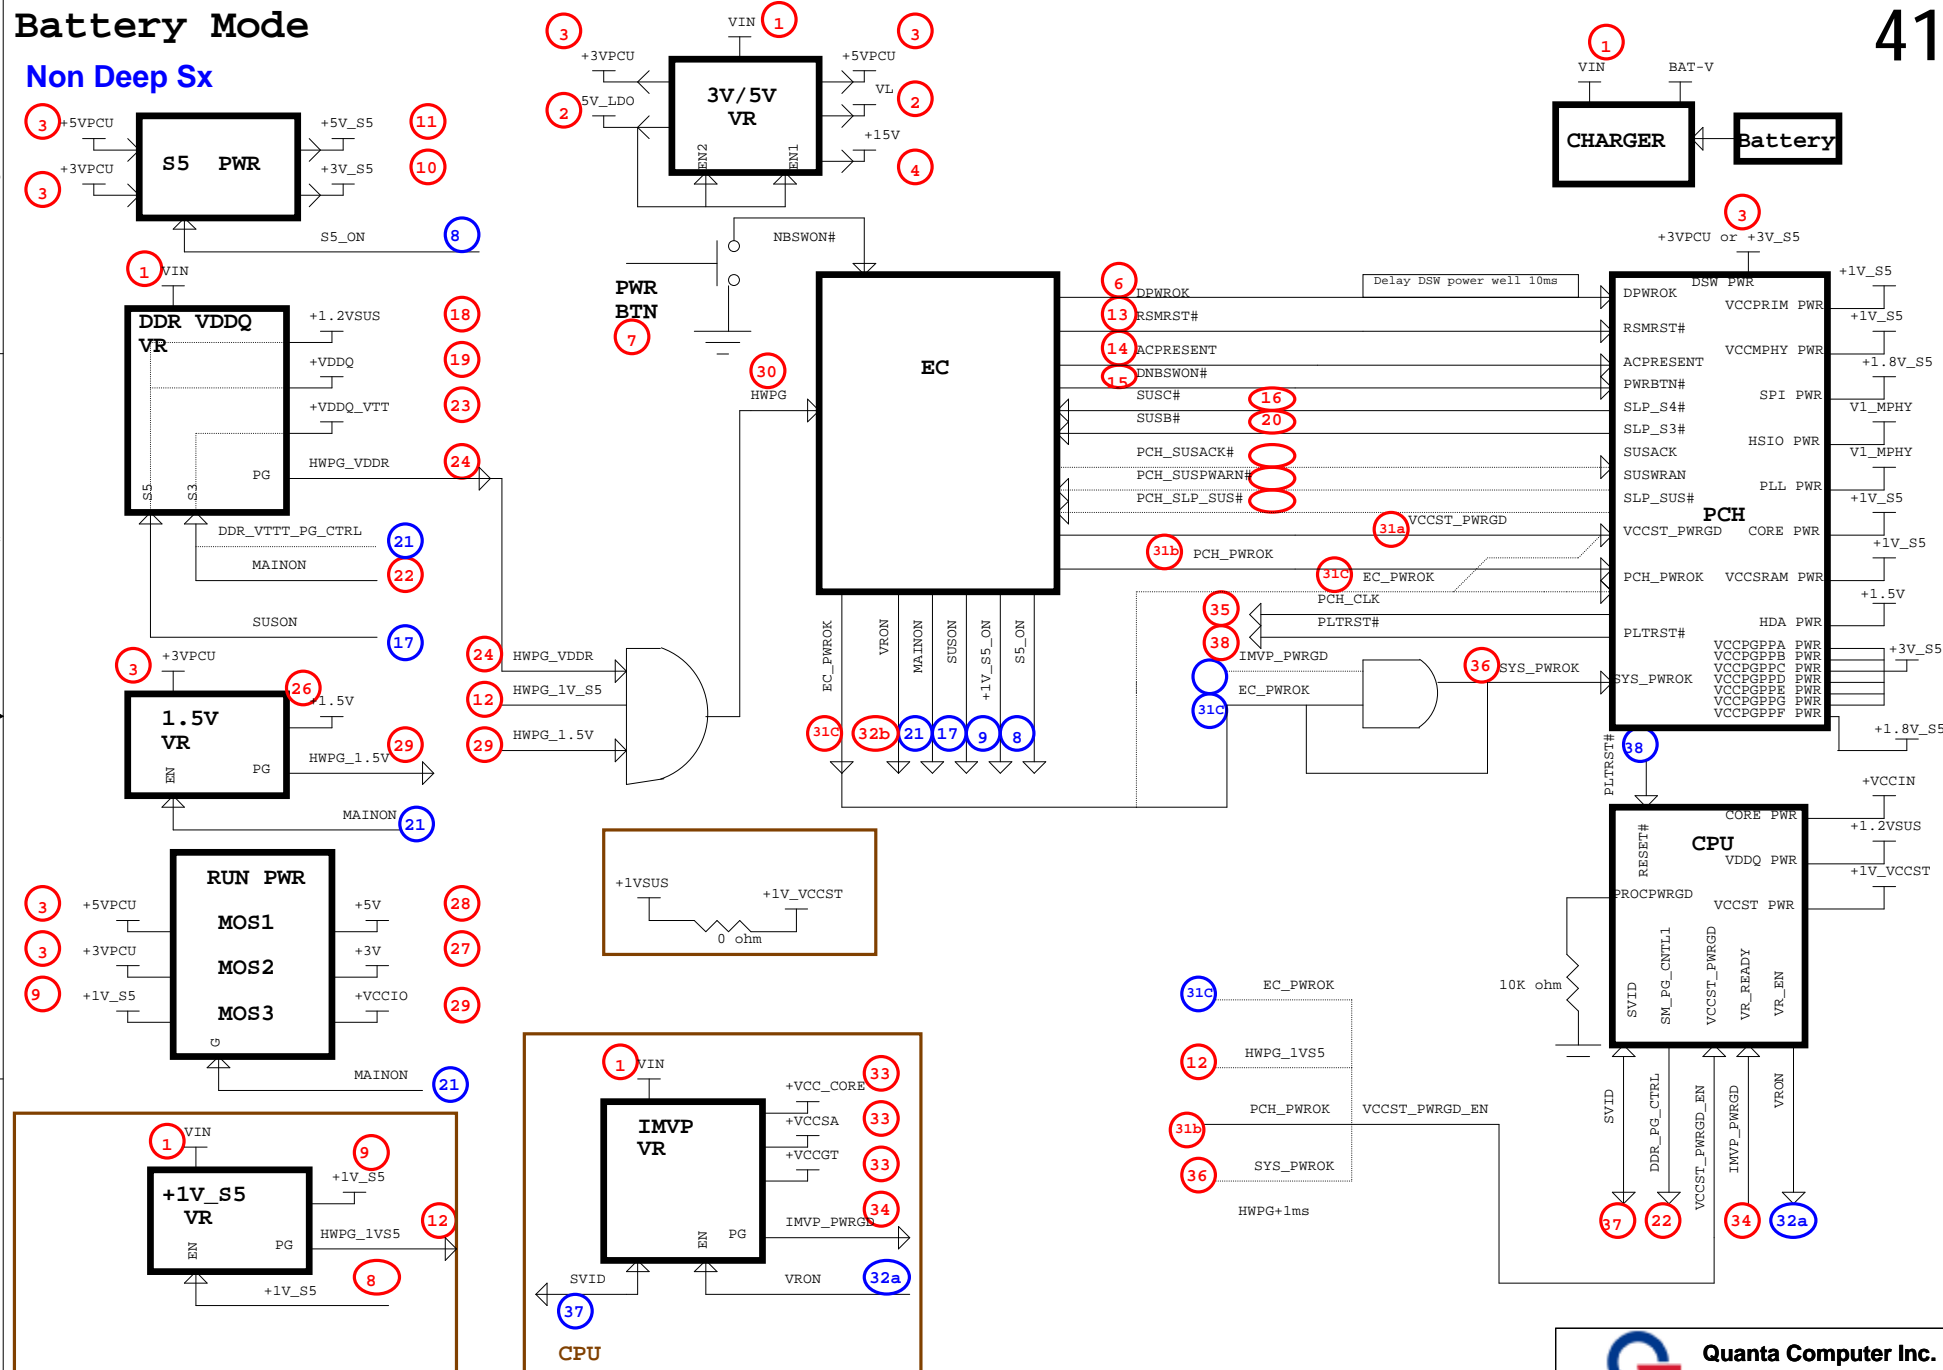 Battery Mode
41
Non Deep Sx
3
+5VPCU
+5V_S5
11
3
+3VPCU
+3V_S5
10
S5 PWR
S5_ON
8
3
+3VPCU
VIN
1
+5VPCU
3
2
5V_LDO
3V/5V
VR
VL
2
+15V
4
EN2
EN1
1
VIN
BAT-V
CHARGER
Battery
1
VIN
DDR VDDQ
VR
+1.2VSUS
18
+VDDQ
19
+VDDQ_VTT
23
PG
HWPG_VDDR
24
S5
S3
DDR_VTTT_PG_CTRL
21
MAINON
22
SUSON
17
NBSWON#
PWR
BTN
7
30
HWPG
EC
6
DPWROK
Delay DSW power well 10ms
13
RSMRST#
14
ACPRESENT
15
DNBSWON#
SUSC#
16
SUSB#
20
PCH_SUSACK#
PCH_SUSPWARN#
PCH_SLP_SUS#
31a
VCCST_PWRGD
31b
PCH_PWROK
31C
EC_PWROK
35
PCH_CLK
38
PLTRST#
IMVP_PWRGD
31C
EC_PWROK
36
SYS_PWROK
3
+3VPCU or +3V_S5
DSW PWR
DPWROK
RSMRST#
ACPRESENT
PWRBTN#
SLP_S4#
SLP_S3#
SUSACK
SUSWRAN
SLP_SUS#
PCH
VCCST_PWRGD
PCH_PWROK
PLTRST#
SYS_PWROK
VCCPRIM PWR
+1V_S5
VCCMPHY PWR
+1V_S5
SPI PWR
+1.8V_S5
HSIO PWR
V1_MPHY
PLL PWR
V1_MPHY
CORE PWR
+1V_S5
VCCSRAM PWR
+1V_S5
HDA PWR
+1.5V
VCCPGPPA PWR
VCCPGPPB PWR
VCCPGPPC PWR
VCCPGPPD PWR
VCCPGPPE PWR
VCCPGPPG PWR
VCCPGPPF PWR
+3V_S5
+1.8V_S5
EC_PWROK
VRON
MAINON
SUSON
+1V_S5_ON
S5_ON
31C
32b
21
17
9
8
24
HWPG_VDDR
12
HWPG_1V_S5
29
HWPG_1.5V
3
+3VPCU
26
+1.5V
1.5V
VR
EN
PG
HWPG_1.5V
29
MAINON
21
RUN PWR
MOS1
MOS2
MOS3
3
+5VPCU
+5V
28
3
+3VPCU
+3V
27
9
+1V_S5
+VCCIO
29
G
MAINON
21
+1VSUS
+1V_VCCST
0 ohm
PLTRST#
38
RESET#
CPU
CORE PWR
+VCCIN
VDDQ PWR
+1.2VSUS
VCCST PWR
+1V_VCCST
PROCPWRGD
10K ohm
SVID
SM_PG_CNTL1
VCCST_PWRGD
VR_READY
VR_EN
SVID
DDR_PG_CTRL
VCCST_PWRGD_EN
IMVP_PWRGD
VRON
37
22
34
32a
31C
EC_PWROK
12
HWPG_1VS5
31b
PCH_PWROK
VCCST_PWRGD_EN
36
SYS_PWROK
HWPG+1ms
1
VIN
+1V_S5
VR
9
+1V_S5
HWPG_1VS5
12
EN
PG
+1V_S5
8
1
VIN
IMVP
VR
+VCC_CORE
33
+VCCSA
33
+VCCGT
33
IMVP_PWRGD
34
EN
PG
SVID
37
VRON
32a
CPU
Quanta Computer Inc.